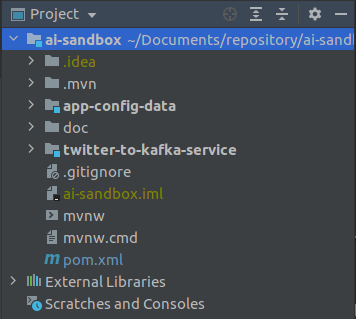 Project
ai-sandbox ~/Documents/repository/ai-sand
.idea
.mvn
app-config-data
doc
twitter-to-kafka-service
.gitignore
ai-sandbox.iml
mvnw
mvnw.cmd
pom.xml
External Libraries
Scratches and Consoles